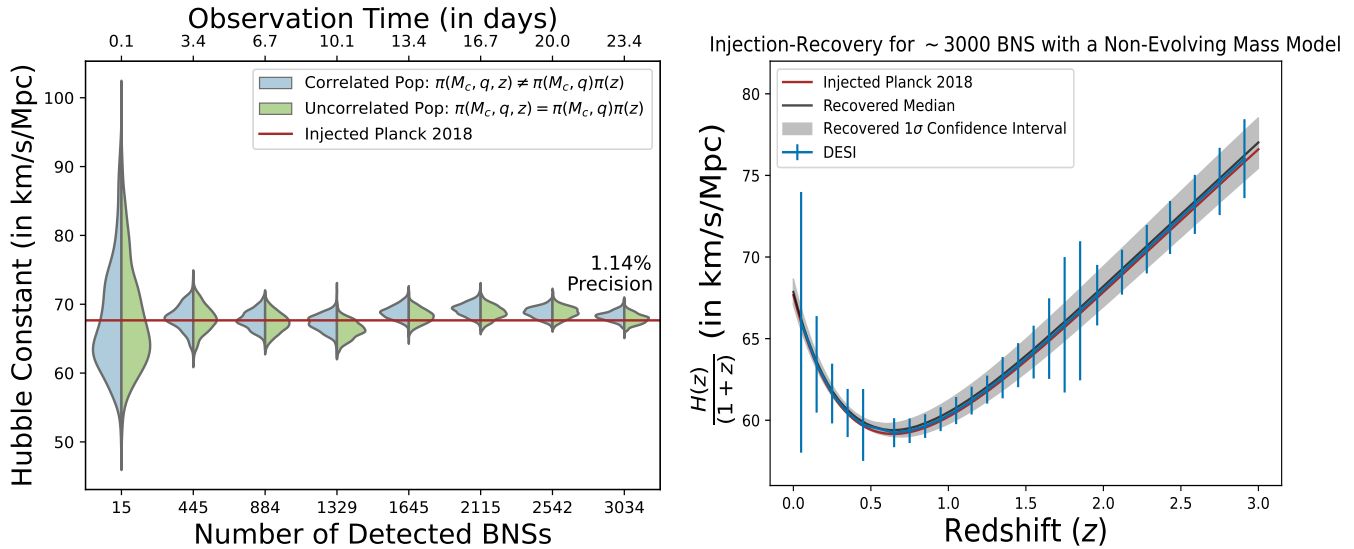 Observation Time (in days)
0.1 3.4 6.7 10.1 13.4 16.7 20.0 23.4
Hubble Constant (in km/s/Mpc)
100
90
80
70
60
50
Correlated Pop: π(M_c, q, z) ≠ π(M_c, q)π(z)
Uncorrelated Pop: π(M_c, q, z) = π(M_c, q)π(z)
Injected Planck 2018
1.14%
Precision
15 445 884 1329 1645 2115 2542 3034
Number of Detected BNSs
Injection-Recovery for ~ 3000 BNS with a Non-Evolving Mass Model
H(z)/(1 + z) (in km/s/Mpc)
80
75
70
65
60
Injected Planck 2018
Recovered Median
Recovered 1σ Confidence Interval
DESI
0.0 0.5 1.0 1.5 2.0 2.5 3.0
Redshift (z)